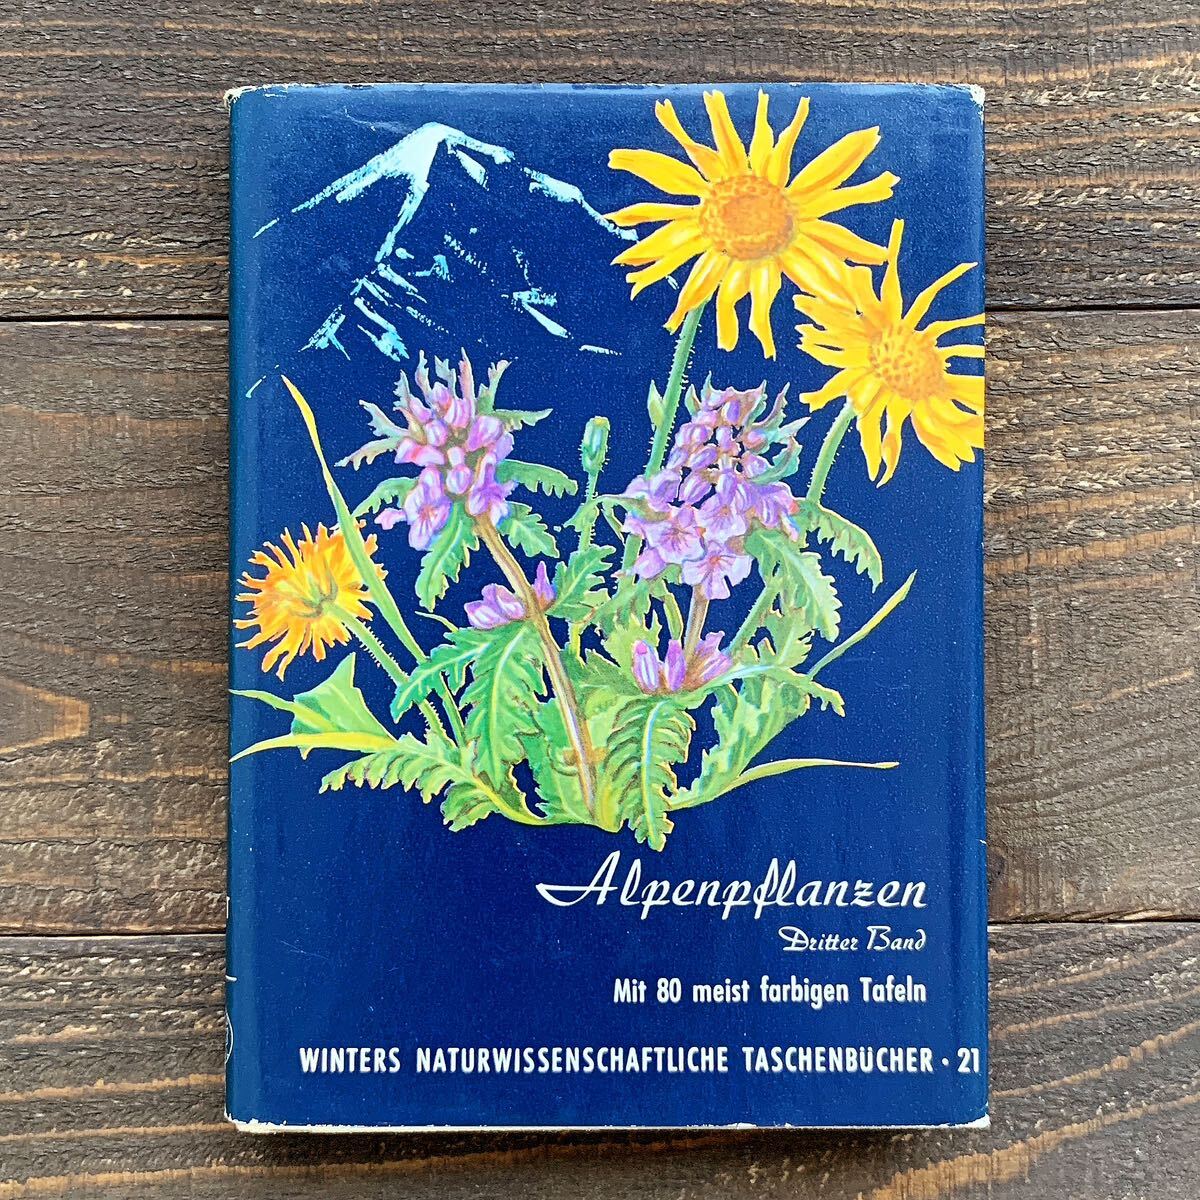 Alpenpflanzen
Dritter Band
Mit 80 meist farbigen Tafeln
WINTERS NATURWISSENSCHAFTLICHE TASCHENBÜCHER · 21